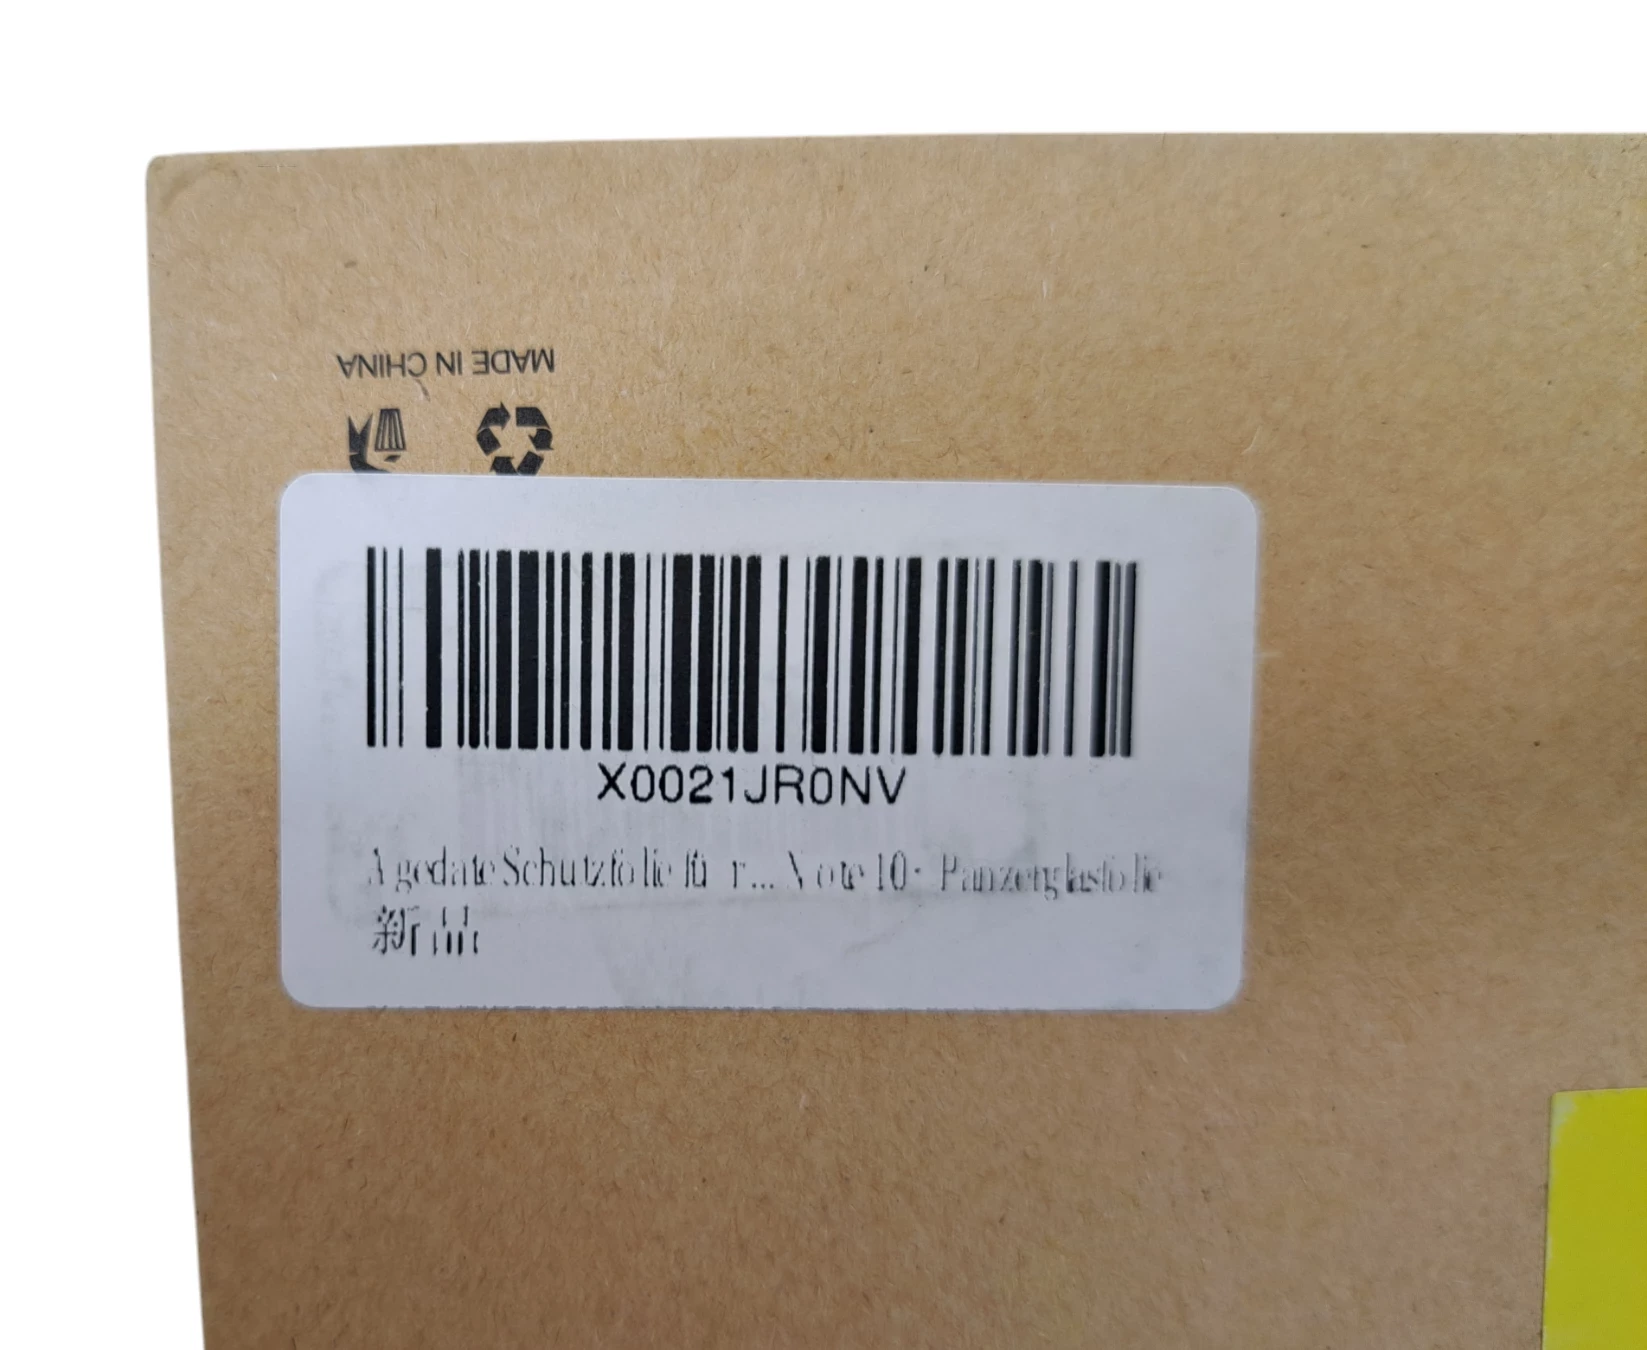 MADE IN CHINA
X0021JR0NV
Agedate Schutzfolie für... Note 10· Panzerglasfolie
新品